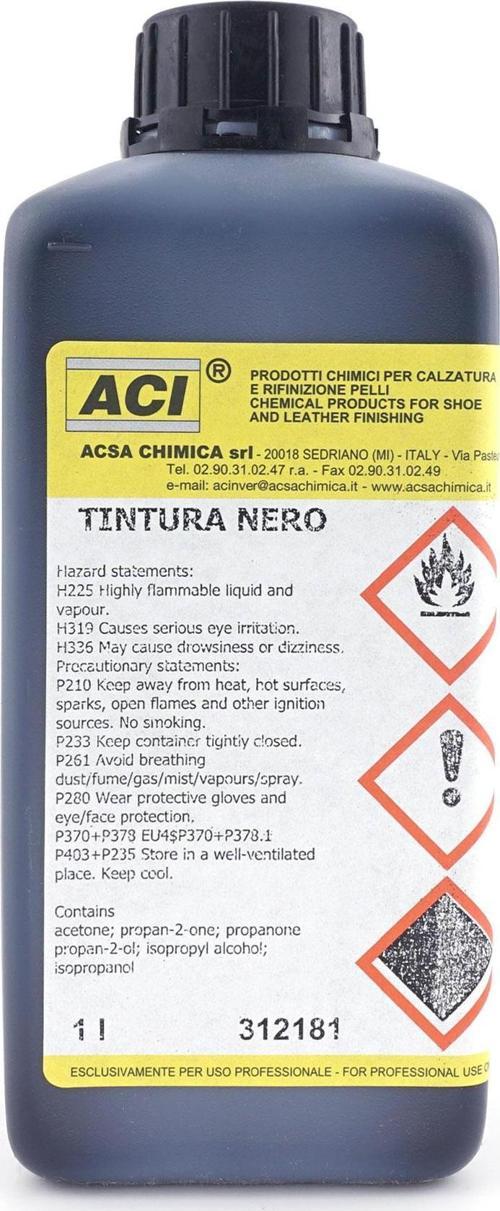 ACI®
PRODOTTI CHIMICI PER CALZATURA
E RIFINIZIONE PELLI
CHEMICAL PRODUCTS FOR SHOE
AND LEATHER FINISHING
ACSA CHIMICA srl - 20018 SEDRIANO (MI) - ITALY - Via
Tel. 02.90.31.02.47 r.a. - Fax 02.90.31.02.49
e-mail: acinver@acsachimica.it - www.acsachimica.it
TINTURA NERO
Hazard statements:
H225 Highly flammable liquid and
vapour.
H319 Causes serious eye irritation.
H336 May cause drowsiness or dizziness.
Precautionary statements:
P210 Keep away from heat, hot surfaces,
sparks, open flames and other ignition
sources. No smoking.
P233 Keep container tightly closed.
P261 Avoid breathing
dust/fume/gas/mist/vapours/spray.
P280 Wear protective gloves and
eye/face protection.
P370+P378 EU4$P370+P378.1
P403+P235 Store in a well-ventilated
place. Keep cool.
Contains
acetone; propan-2-one; propanone
propan-2-ol; isopropyl alcohol;
isopropanol
1 l 312181
ESCLUSIVAMENTE PER USO PROFESSIONALE - FOR PROFESSIONAL USE